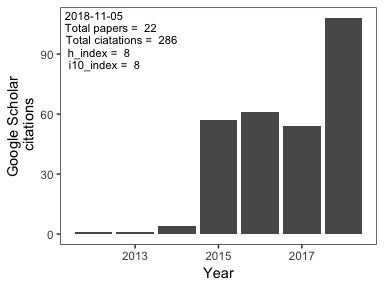 2018-11-05
Total papers = 22
Total ciatations = 286
h_index = 8
i10_index = 8
90
60
30
0
Google Scholar
citations
2013
2015
2017
Year